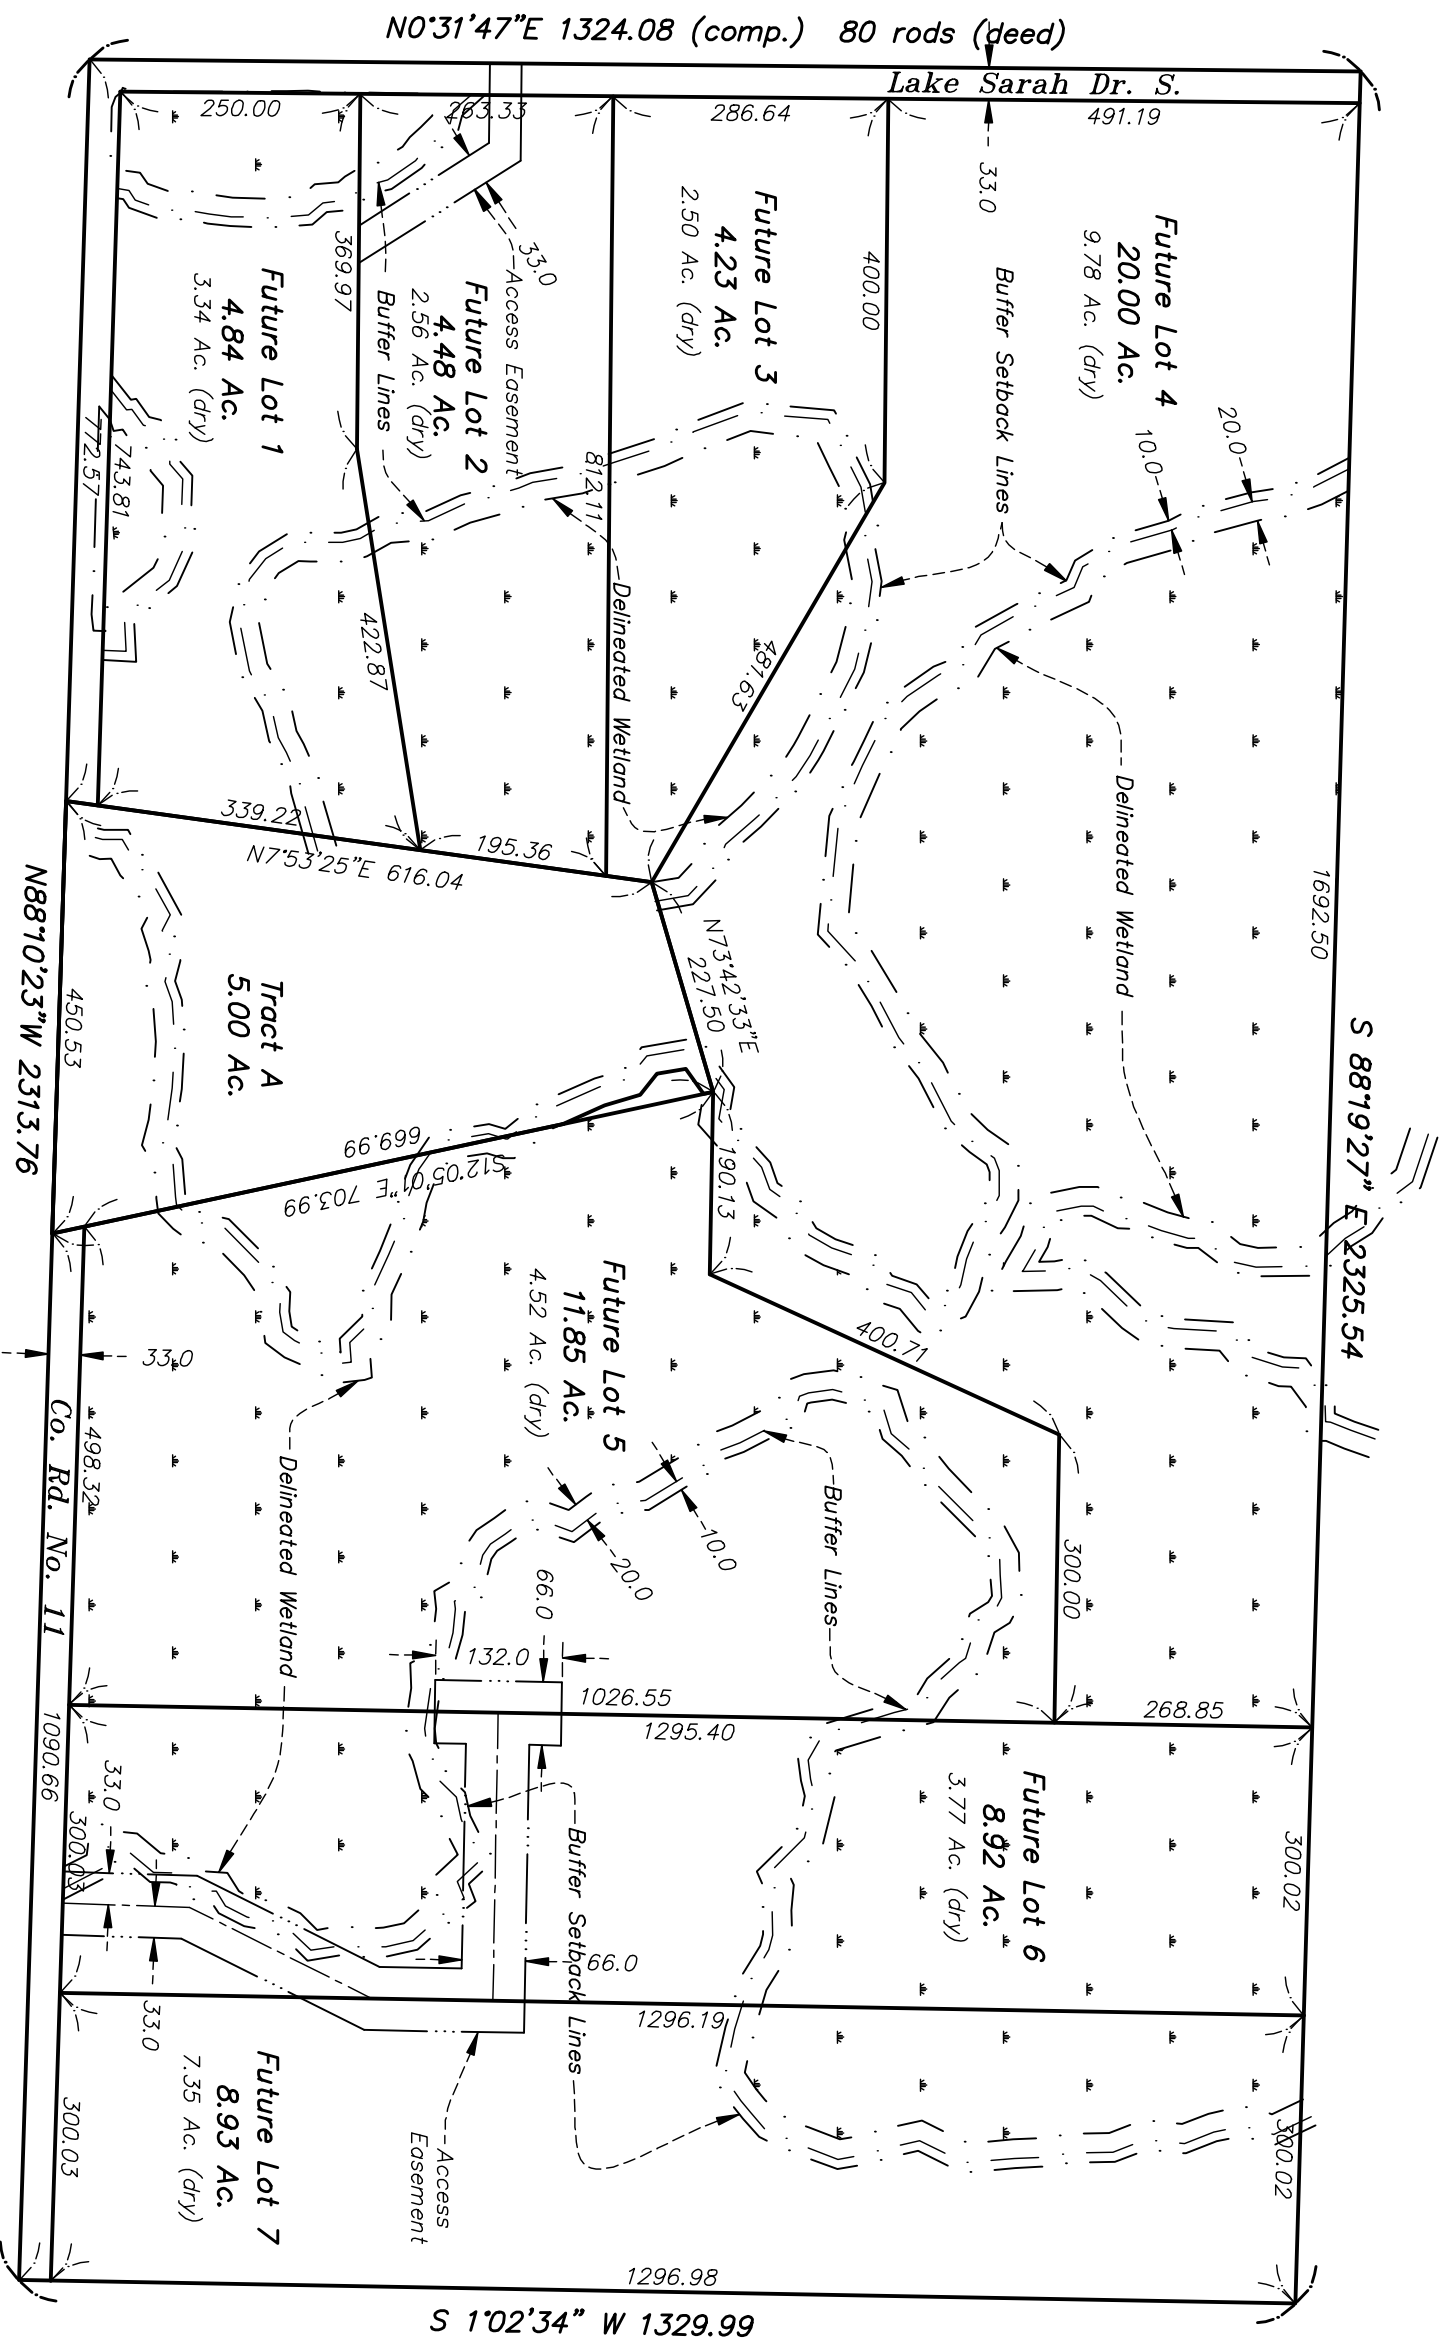 N0°31'47"E 1324.08 (comp.) 80 rods (deed)
Lake Sarah Dr. S.
250.00
263.33
286.64
491.19
33.0
33.0
369.97
400.00
Future Lot 1
4.84 Ac.
3.34 Ac. (dry)
Future Lot 2
4.48 Ac.
2.56 Ac. (dry)
Buffer Lines
Access Easement
Future Lot 3
4.23 Ac.
2.50 Ac. (dry)
Future Lot 4
20.00 Ac.
9.78 Ac. (dry)
Buffer Setback Lines
20.0
10.0
772.57
743.81
812.11
422.87
481.63
Delineated Wetland
Delineated Wetland
339.22
195.36
N7°53'25"E 616.04
1692.50
N88°10'23"W 2313.76
450.53
Tract A
5.00 Ac.
N73°42'33"E
227.50
S 88°19'27" E 2325.54
669.99
S12°05'01"E 703.99
190.13
Future Lot 5
11.85 Ac.
4.52 Ac. (dry)
400.71
33.0
Co. Rd. No. 11
498.32
Delineated Wetland
10.0
20.0
Buffer Lines
300.00
66.0
132.0
1026.55
1295.40
268.85
1090.66
33.0
300.03
Future Lot 6
8.92 Ac.
3.77 Ac. (dry)
300.02
Buffer Setback Lines
66.0
33.0
1296.19
Future Lot 7
8.93 Ac.
7.35 Ac. (dry)
300.03
Access
Easement
300.02
1296.98
S 1°02'34" W 1329.99